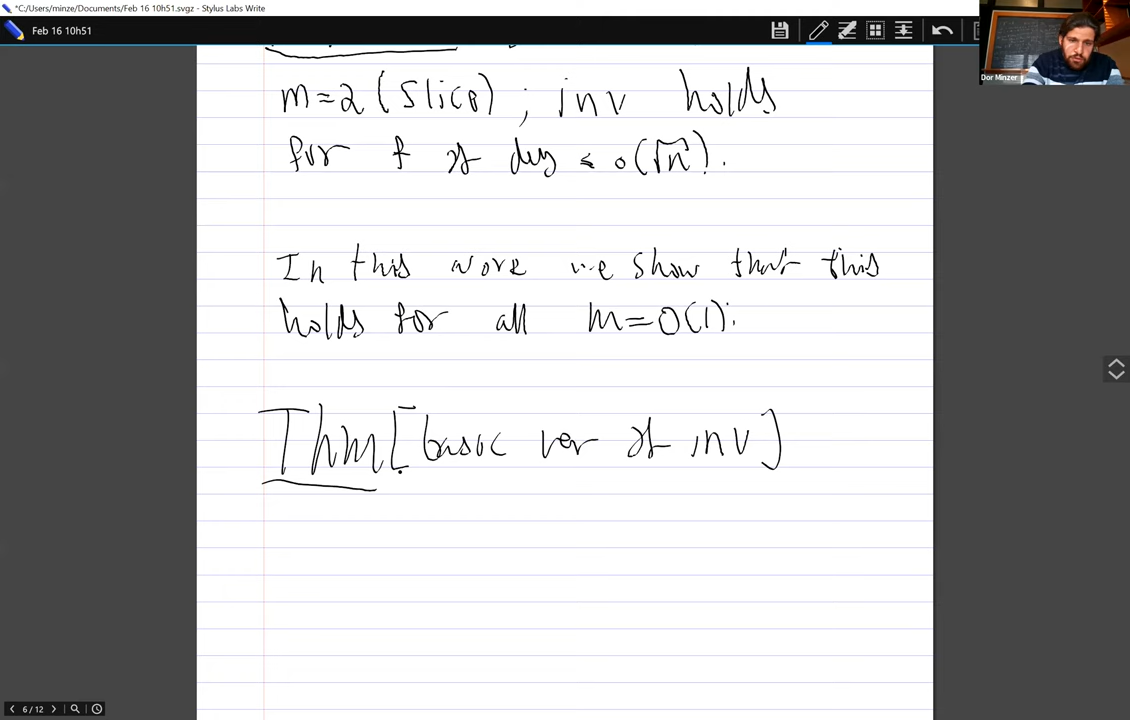 *C:/Users/minze/Documents/Feb 16 10h51.svgz - Stylus Labs Write
Feb 16 10h51
Dor Minzer
m=2 (Slice) ; inv holds
for f of deg ≤ o(√n).
In this work we show that this
holds for all m=O(1).
Thm [basic ver of inv]
6 / 12